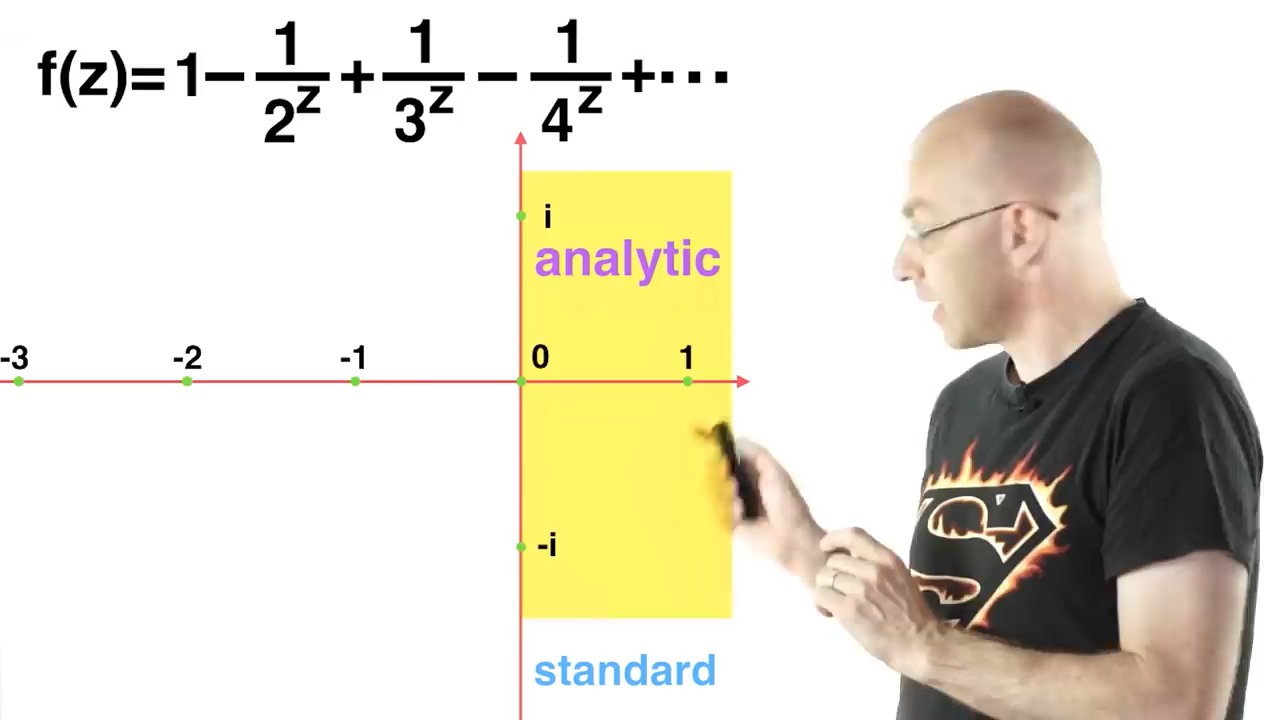 f(z)=1−1/2^z+1/3^z−1/4^z+⋯
i
analytic
-3 -2 -1 0 1
-i
standard